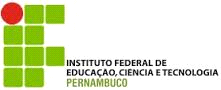 INSTITUTO FEDERAL DE
EDUCAÇÃO, CIÊNCIA E TECNOLOGIA
PERNAMBUCO